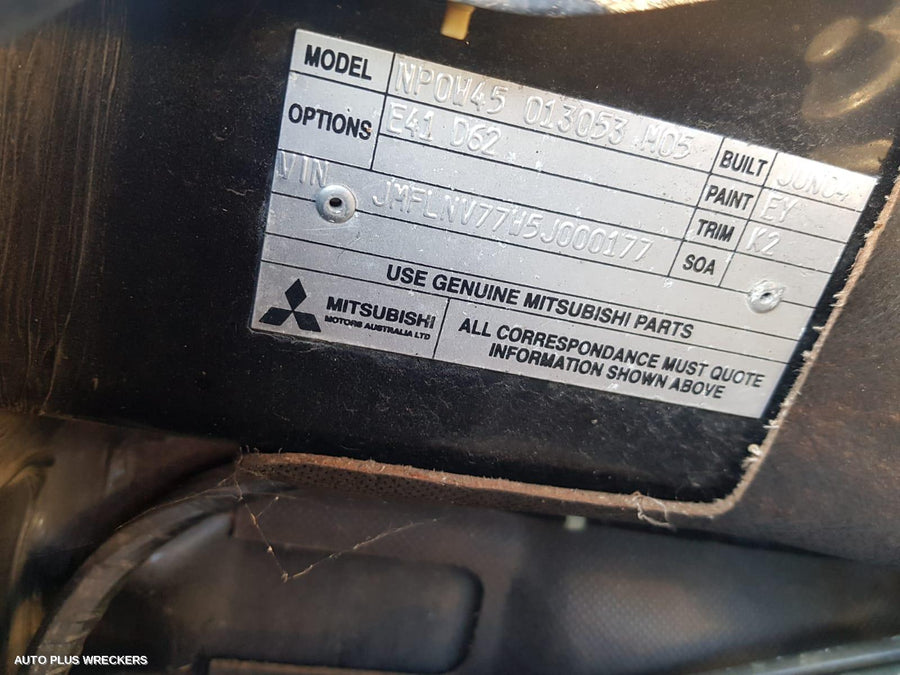 MODEL NP0W45 013053 M05
OPTIONS E41 D62
BUILT JUN04
VIN JMFLNV77W5J000177
PAINT EY
TRIM K2
SOA
USE GENUINE MITSUBISHI PARTS
MITSUBISHI
MOTORS AUSTRALIA LTD
ALL CORRESPONDANCE MUST QUOTE
INFORMATION SHOWN ABOVE
AUTO PLUS WRECKERS